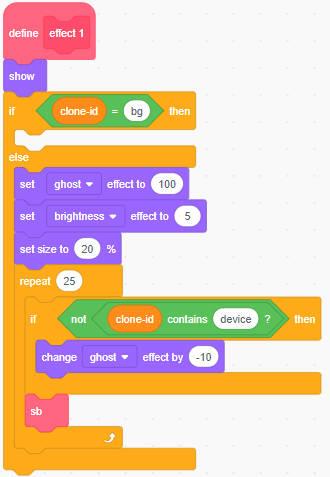 define effect 1
show
if clone-id = bg then
else
set ghost effect to 100
set brightness effect to 5
set size to 20 %
repeat 25
if not clone-id contains device ? then
change ghost effect by -10
sb